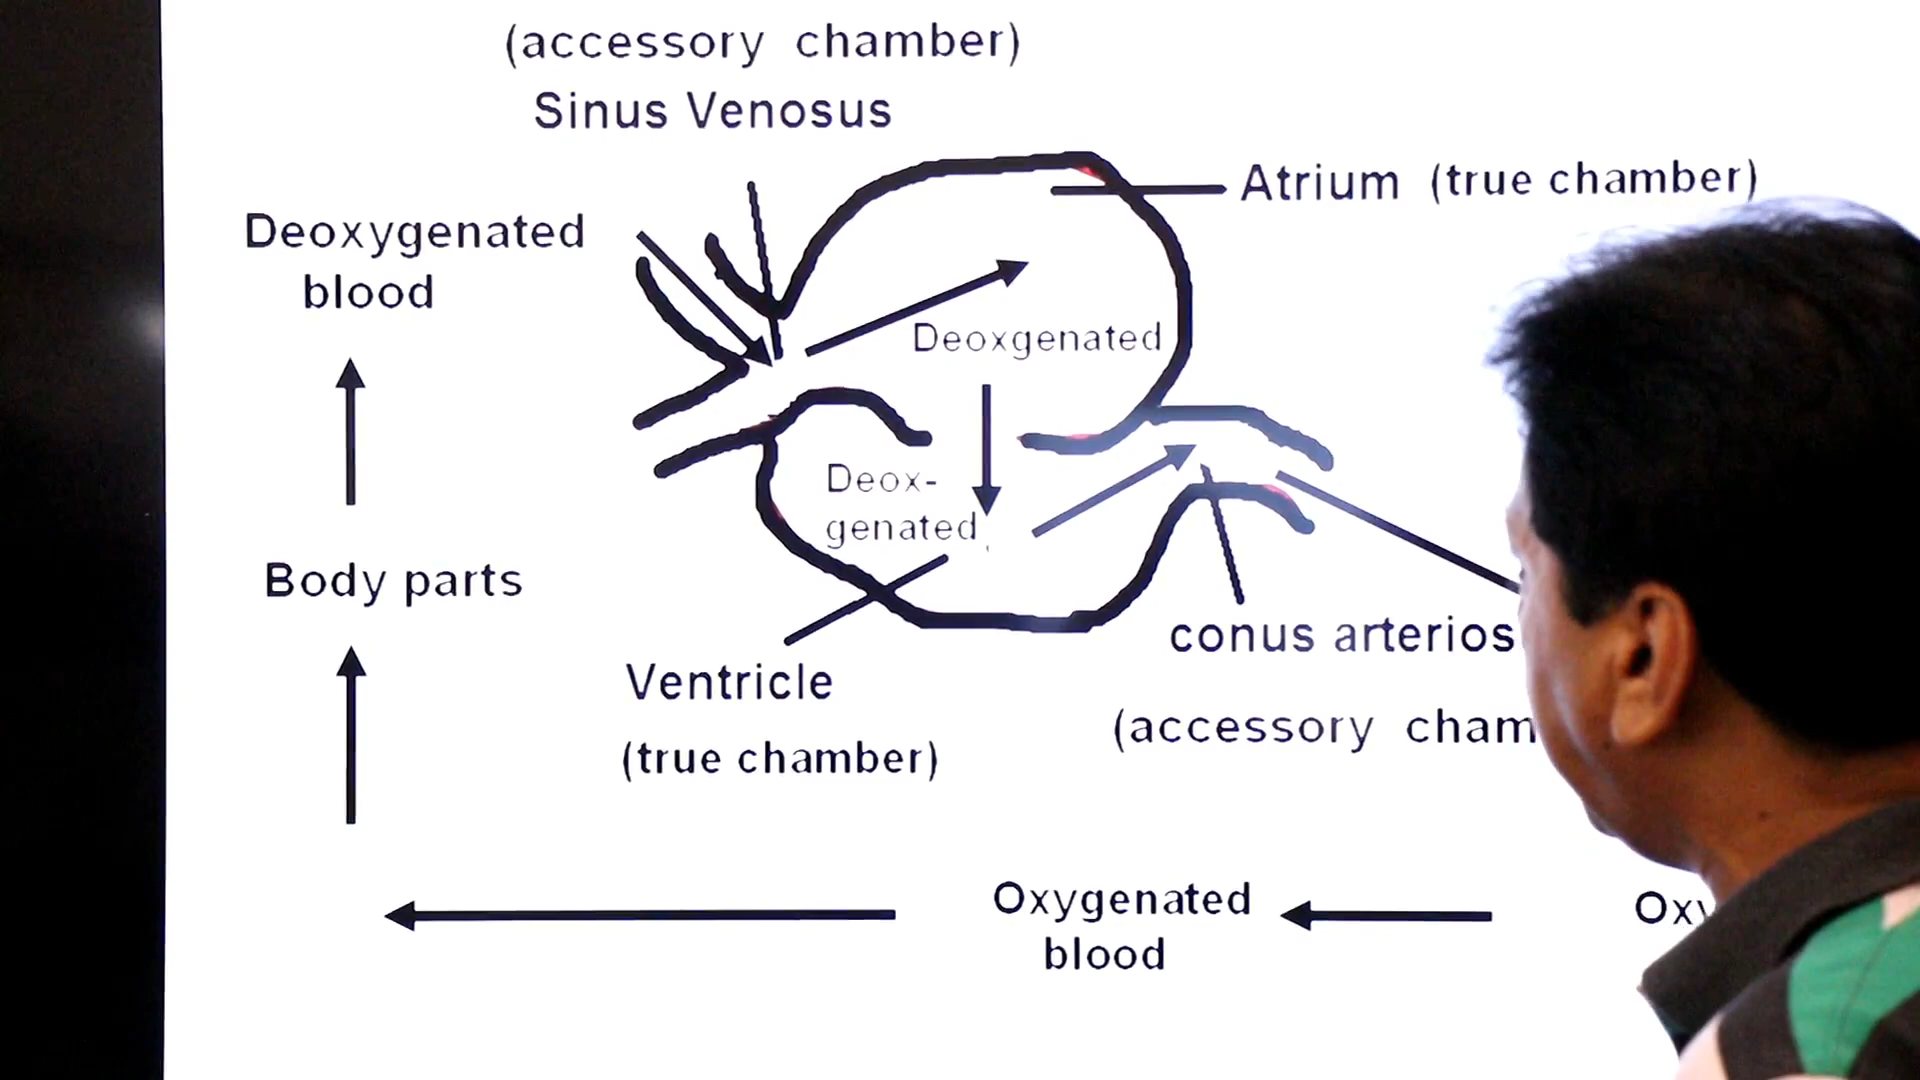 (accessory chamber)
Sinus Venosus
Atrium (true chamber)
Deoxygenated
blood
Deoxgenated
Deox-
genated
Body parts
conus arterios
Ventricle
(accessory cham
(true chamber)
Oxygenated
blood
Oxy